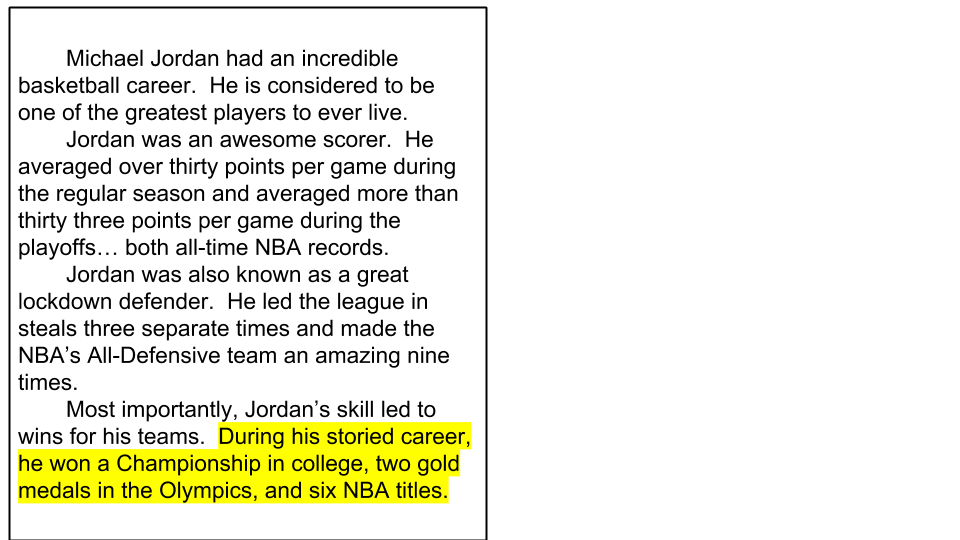 Michael Jordan had an incredible
basketball career.  He is considered to be
one of the greatest players to ever live.
Jordan was an awesome scorer.  He
averaged over thirty points per game during
the regular season and averaged more than
thirty three points per game during the
playoffs… both all-time NBA records.
Jordan was also known as a great
lockdown defender.  He led the league in
steals three separate times and made the
NBA’s All-Defensive team an amazing nine
times.
Most importantly, Jordan’s skill led to
wins for his teams.  During his storied career,
he won a Championship in college, two gold
medals in the Olympics, and six NBA titles.